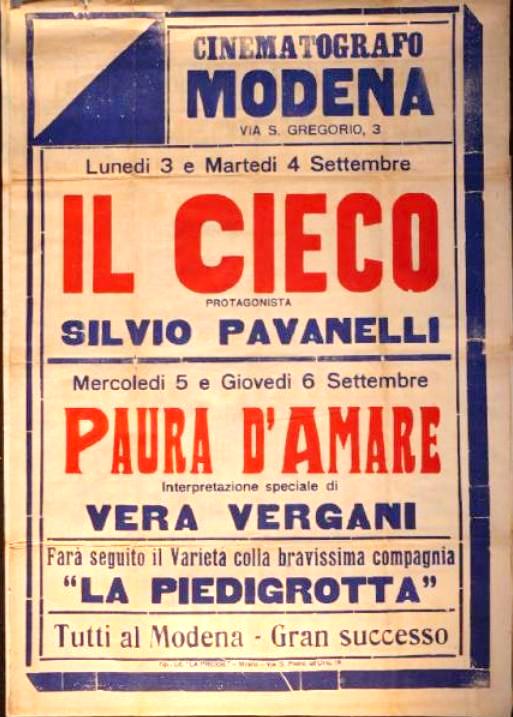 CINEMATOGRAFO
MODENA
VIA S. GREGORIO, 3
Lunedi 3 e Martedi 4 Settembre
IL CIECO
PROTAGONISTA
SILVIO PAVANELLI
Mercoledi 5 e Giovedi 6 Settembre
PAURA D'AMARE
Interpretazione speciale di
VERA VERGANI
Farà seguito il Varietà colla bravissima compagnia
"LA PIEDIGROTTA"
Tutti al Modena - Gran successo